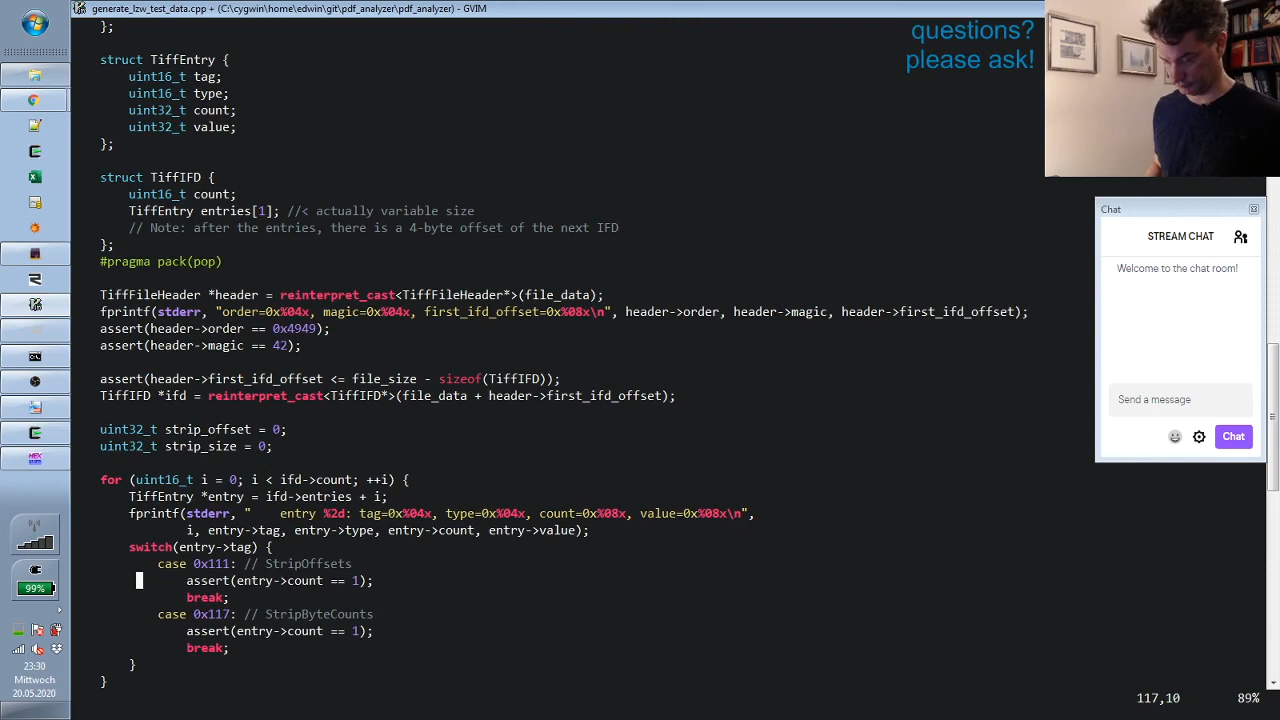 generate_lzw_test_data.cpp + (C:\cygwin\home\edwin\git\pdf_analyzer\pdf_analyzer) - GVIM
};
struct TiffEntry {
uint16_t tag;
uint16_t type;
uint32_t count;
uint32_t value;
};
struct TiffIFD {
uint16_t count;
TiffEntry entries[1]; //< actually variable size
// Note: after the entries, there is a 4-byte offset of the next IFD
};
#pragma pack(pop)
TiffFileHeader *header = reinterpret_cast<TiffFileHeader*>(file_data);
fprintf(stderr, "order=0x%04x, magic=0x%04x, first_ifd_offset=0x%08x\n", header->order, header->magic, header->first_ifd_offset);
assert(header->order == 0x4949);
assert(header->magic == 42);
assert(header->first_ifd_offset <= file_size - sizeof(TiffIFD));
TiffIFD *ifd = reinterpret_cast<TiffIFD*>(file_data + header->first_ifd_offset);
uint32_t strip_offset = 0;
uint32_t strip_size = 0;
for (uint16_t i = 0; i < ifd->count; ++i) {
TiffEntry *entry = ifd->entries + i;
fprintf(stderr, "    entry %2d: tag=0x%04x, type=0x%04x, count=0x%08x, value=0x%08x\n",
i, entry->tag, entry->type, entry->count, entry->value);
switch(entry->tag) {
case 0x111: // StripOffsets
assert(entry->count == 1);
break;
case 0x117: // StripByteCounts
assert(entry->count == 1);
break;
}
}
117,10 89%
questions?
please ask!
Chat
STREAM CHAT
Welcome to the chat room!
Send a message
Chat
HEX
99%
23:30
Mittwoch
20.05.2020